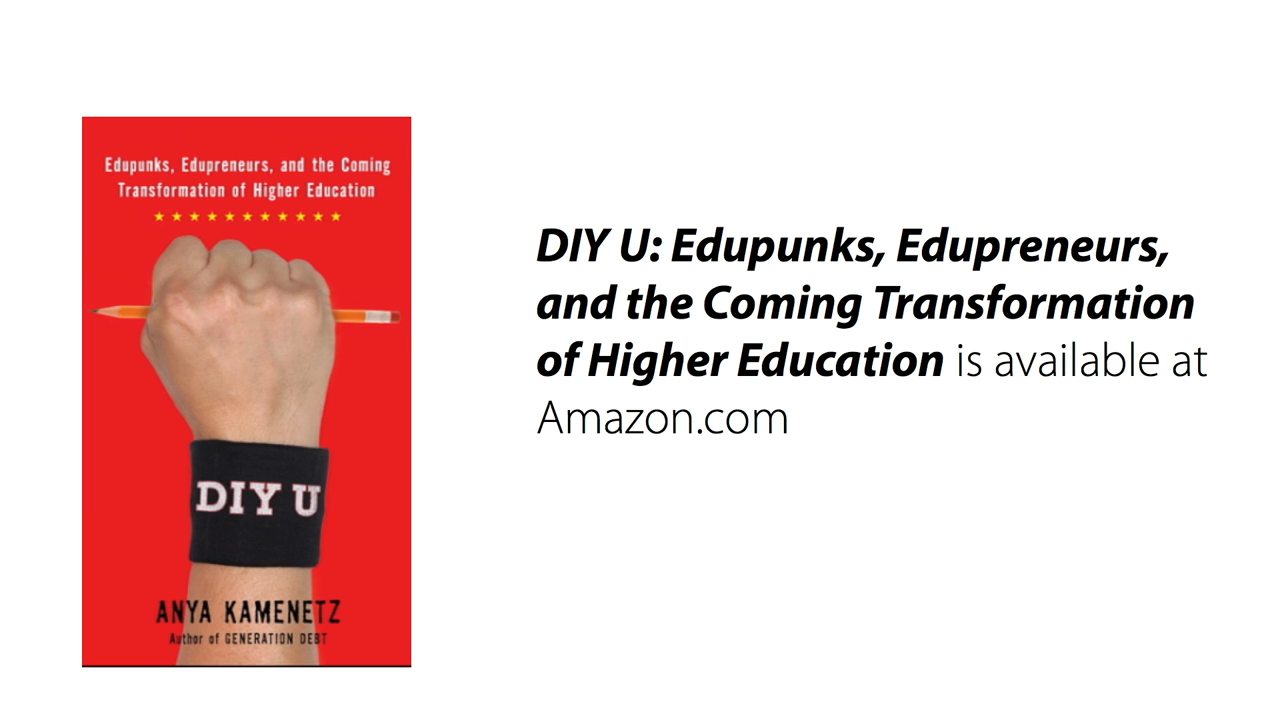 Edupunks, Edupreneurs, and the Coming
Transformation of Higher Education
DIY U
ANYA KAMENETZ
Author of GENERATION DEBT
DIY U: Edupunks, Edupreneurs,
and the Coming Transformation
of Higher Education is available at
Amazon.com